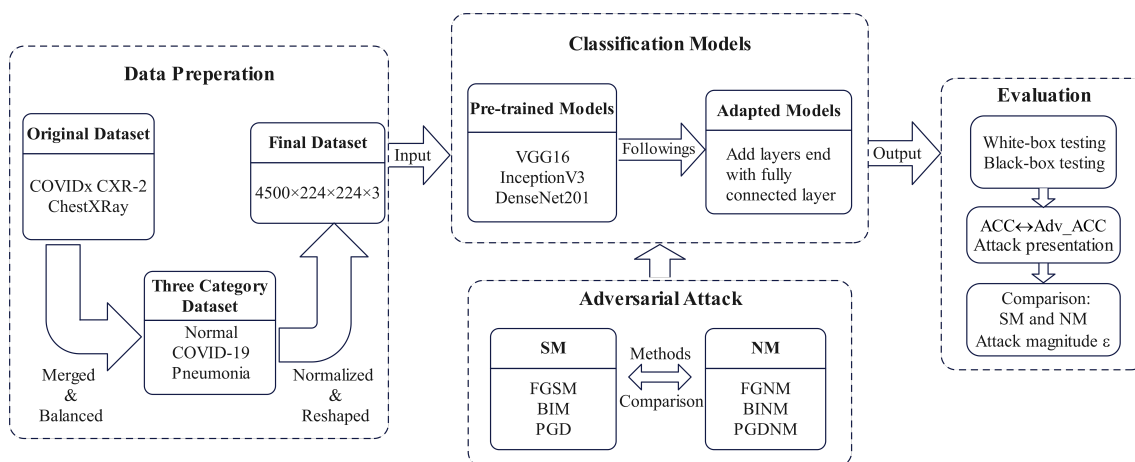 Data Preperation
Original Dataset
COVIDx CXR-2
ChestXRay
Merged
&
Balanced
Three Category
Dataset
Normal
COVID-19
Pneumonia
Normalized
&
Reshaped
Final Dataset
4500×224×224×3
Input
Classification Models
Pre-trained Models
VGG16
InceptionV3
DenseNet201
Followings
Adapted Models
Add layers end
with fully
connected layer
Output
Adversarial Attack
SM
FGSM
BIM
PGD
Methods
Comparison
NM
FGNM
BINM
PGDNM
Evaluation
White-box testing
Black-box testing
ACC↔Adv_ACC
Attack presentation
Comparison:
SM and NM
Attack magnitude ε